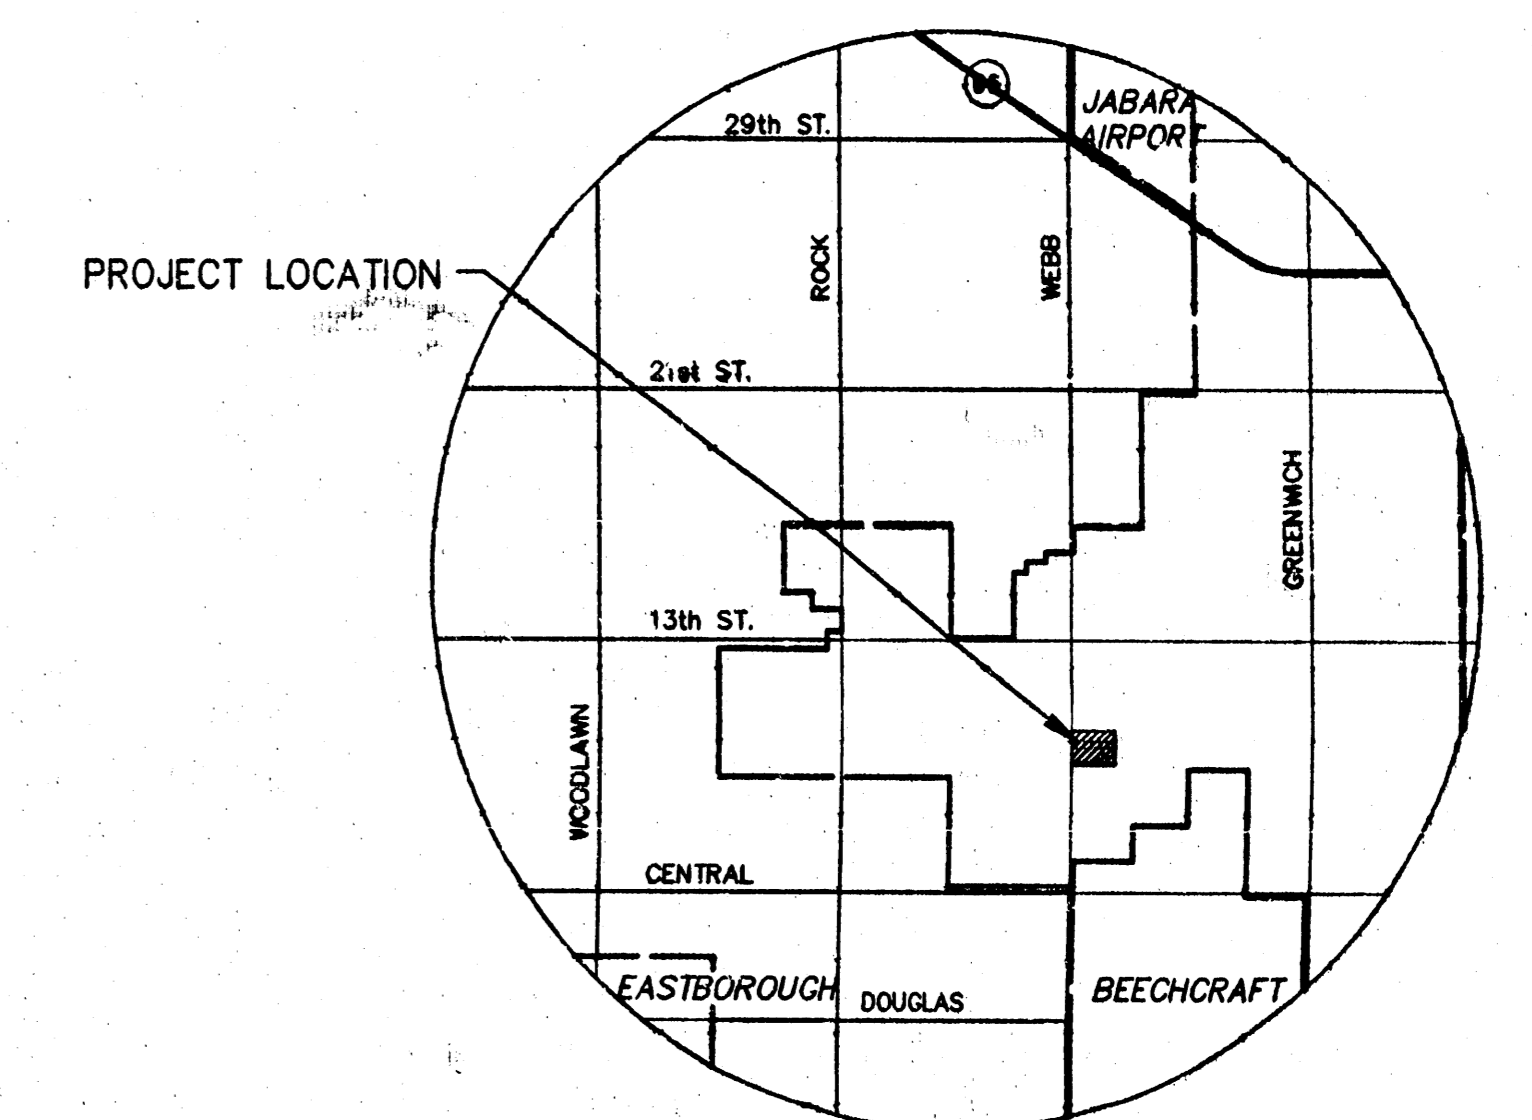 JABARA
AIRPORT
29th ST.
ROCK
WEBB
PROJECT LOCATION
21st ST.
GREENWICH
13th ST.
WOODLAWN
CENTRAL
EASTBOROUGH
DOUGLAS
BEECHCRAFT